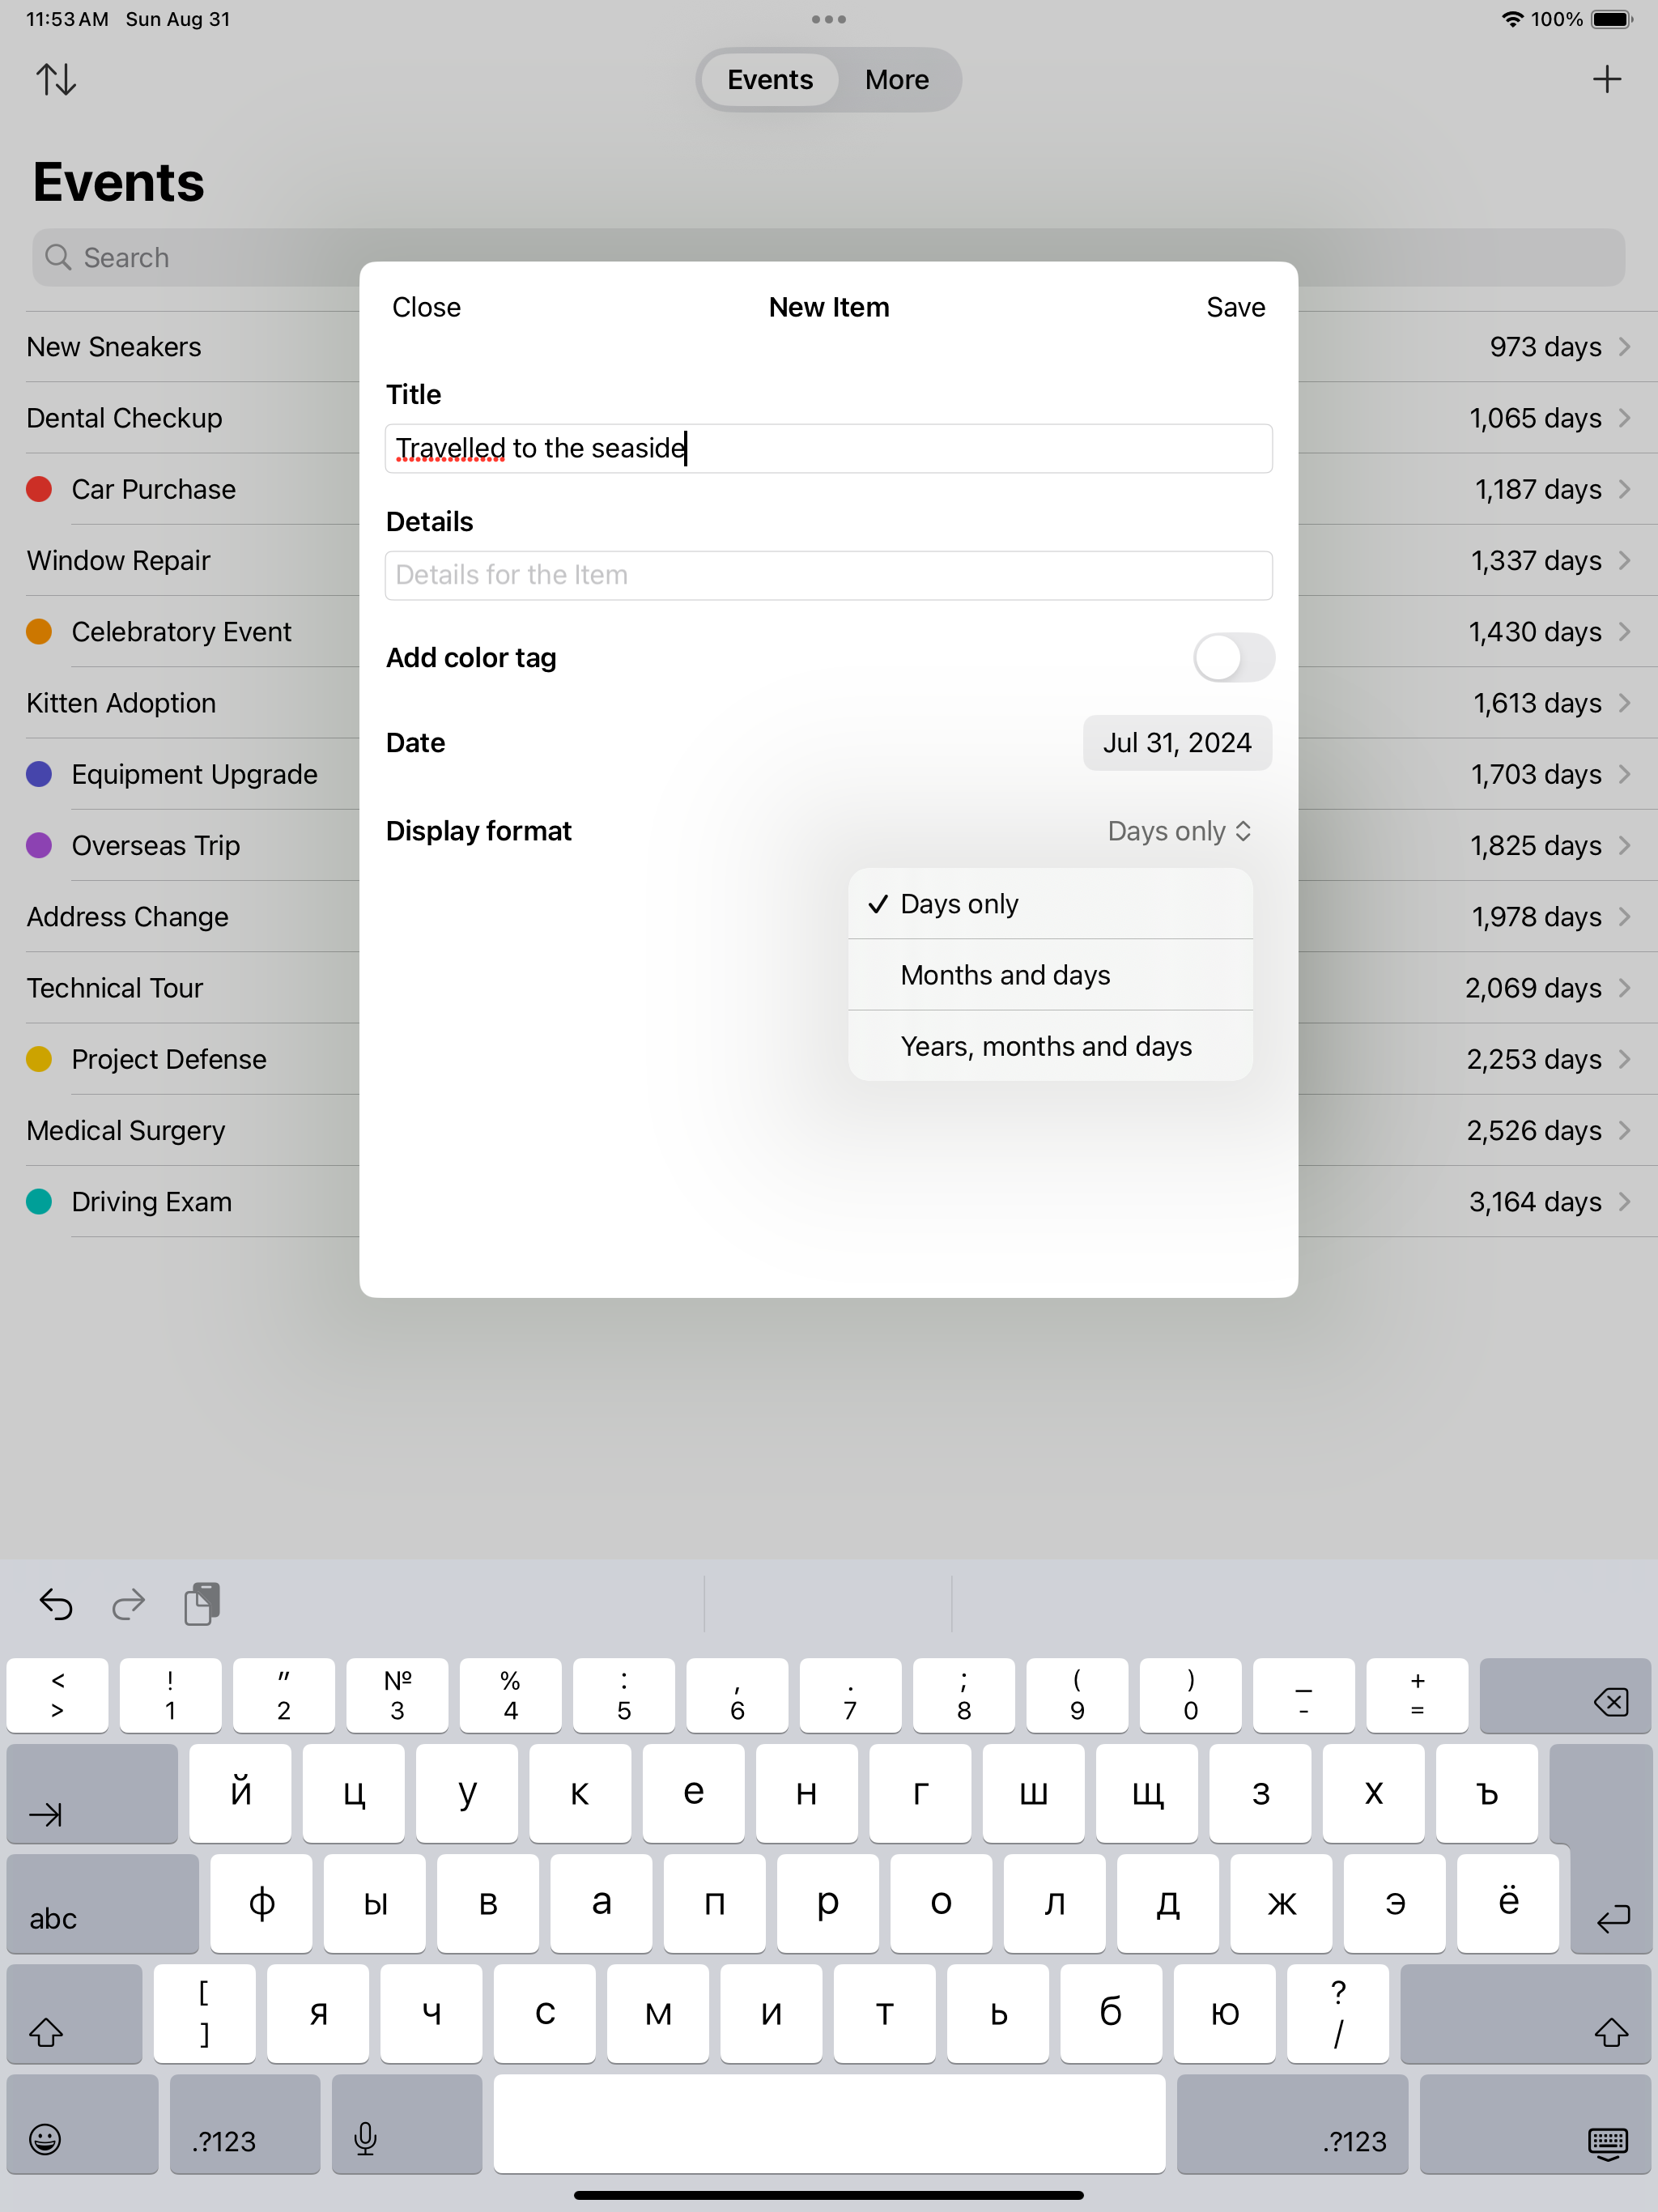 11:53 AM Sun Aug 31
100%
Events More
Events
Search
Close New Item Save
New Sneakers 973 days
Title
Dental Checkup 1,065 days
Travelled to the seaside
Car Purchase 1,187 days
Details
Window Repair 1,337 days
Details for the Item
Celebratory Event 1,430 days
Add color tag
Kitten Adoption 1,613 days
Date Jul 31, 2024
Equipment Upgrade 1,703 days
Display format Days only
Overseas Trip 1,825 days
Days only
Address Change 1,978 days
Months and days
Technical Tour 2,069 days
Years, months and days
Project Defense 2,253 days
Medical Surgery 2,526 days
Driving Exam 3,164 days
< ! " № % : , . ; ( ) _ +
> 1 2 3 4 5 6 7 8 9 0 - =
й ц у к е н г ш щ з х ъ
abc ф ы в а п р о л д ж э ё
[ ] я ч с м и т ь б ю ? /
.?123 .?123